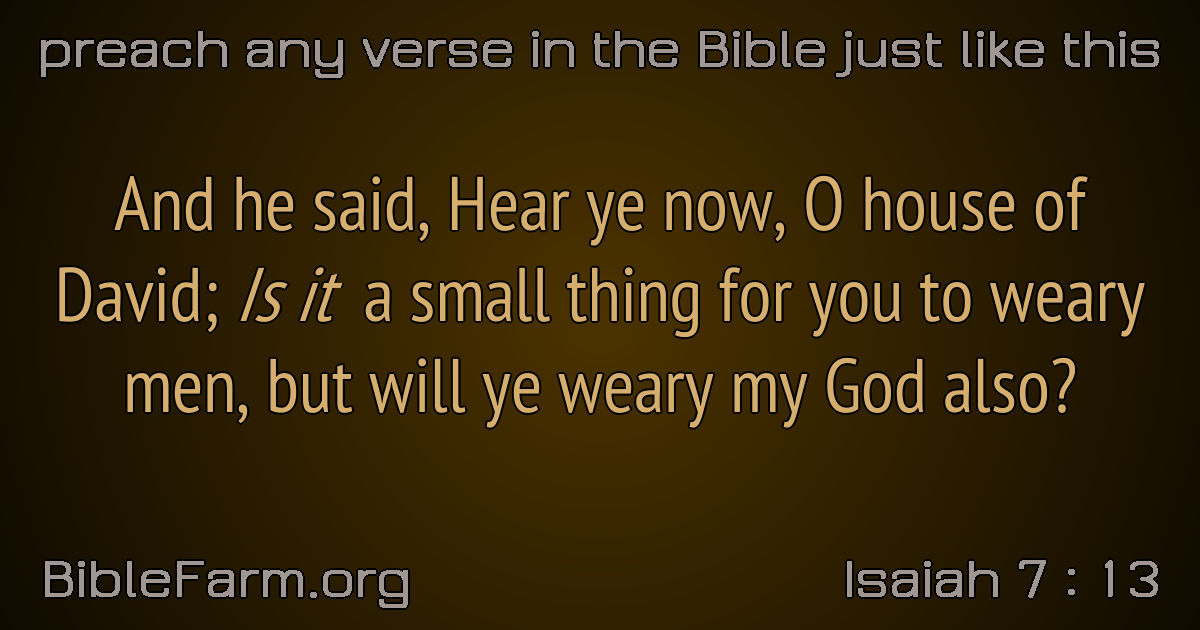 preach any verse in the Bible just like this
And he said, Hear ye now, O house of
David; Is it a small thing for you to weary
men, but will ye weary my God also?
BibleFarm.org
Isaiah 7 : 13